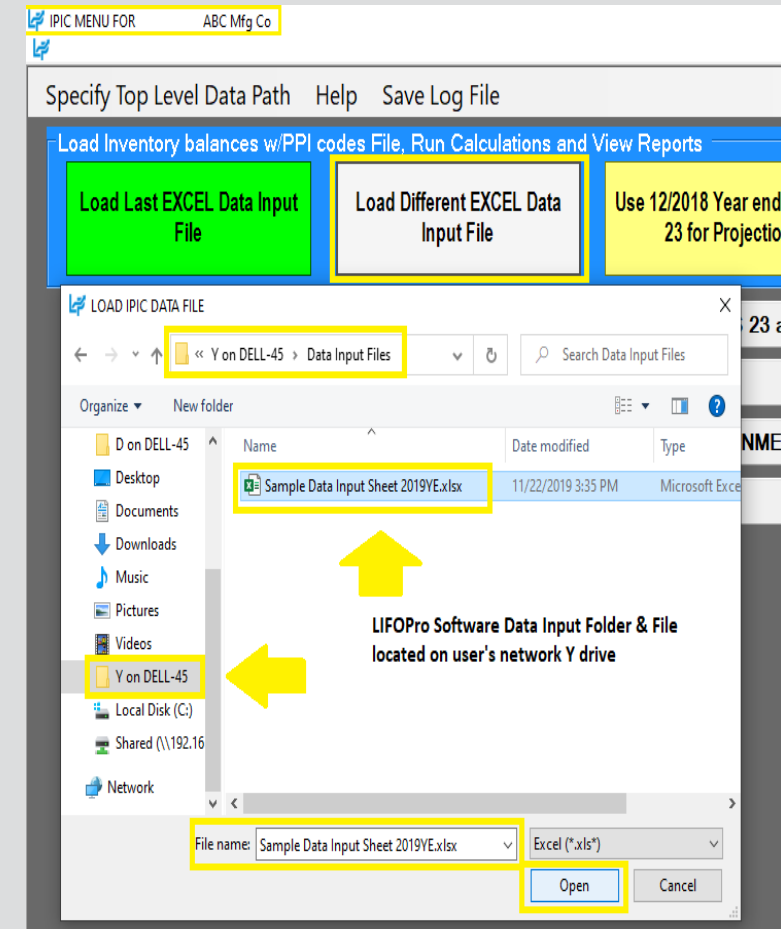 IPIC MENU FOR ABC Mfg Co
Specify Top Level Data Path Help Save Log File
Load Inventory balances w/PPI codes File, Run Calculations and View Reports
Load Last EXCEL Data Input
File
Load Different EXCEL Data
Input File
Use 12/2018 Year end
23 for Projectio
LOAD IPIC DATA FILE
23 a
« Y on DELL-45 › Data Input Files
Search Data Input Files
Organize New folder
NME
Name Date modified Type
D on DELL-45
Desktop
Documents
Downloads
Music
Pictures
Videos
Y on DELL-45
Local Disk (C:)
Shared (\\192.16
Network
Sample Data Input Sheet 2019YE.xlsx 11/22/2019 3:35 PM Microsoft Exce
LIFOPro Software Data Input Folder & File
located on user's network Y drive
File name: Sample Data Input Sheet 2019YE.xlsx Excel (*.xls*)
Open Cancel